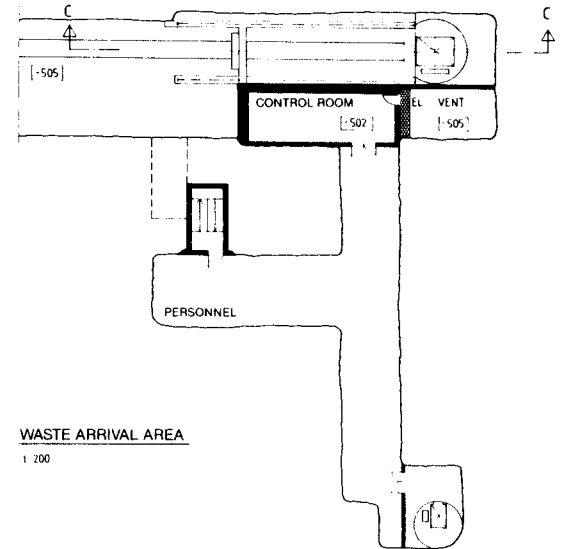 C C
[-505]
CONTROL ROOM EL VENT
[-502] [-505]
PERSONNEL
WASTE ARRIVAL AREA
1 200